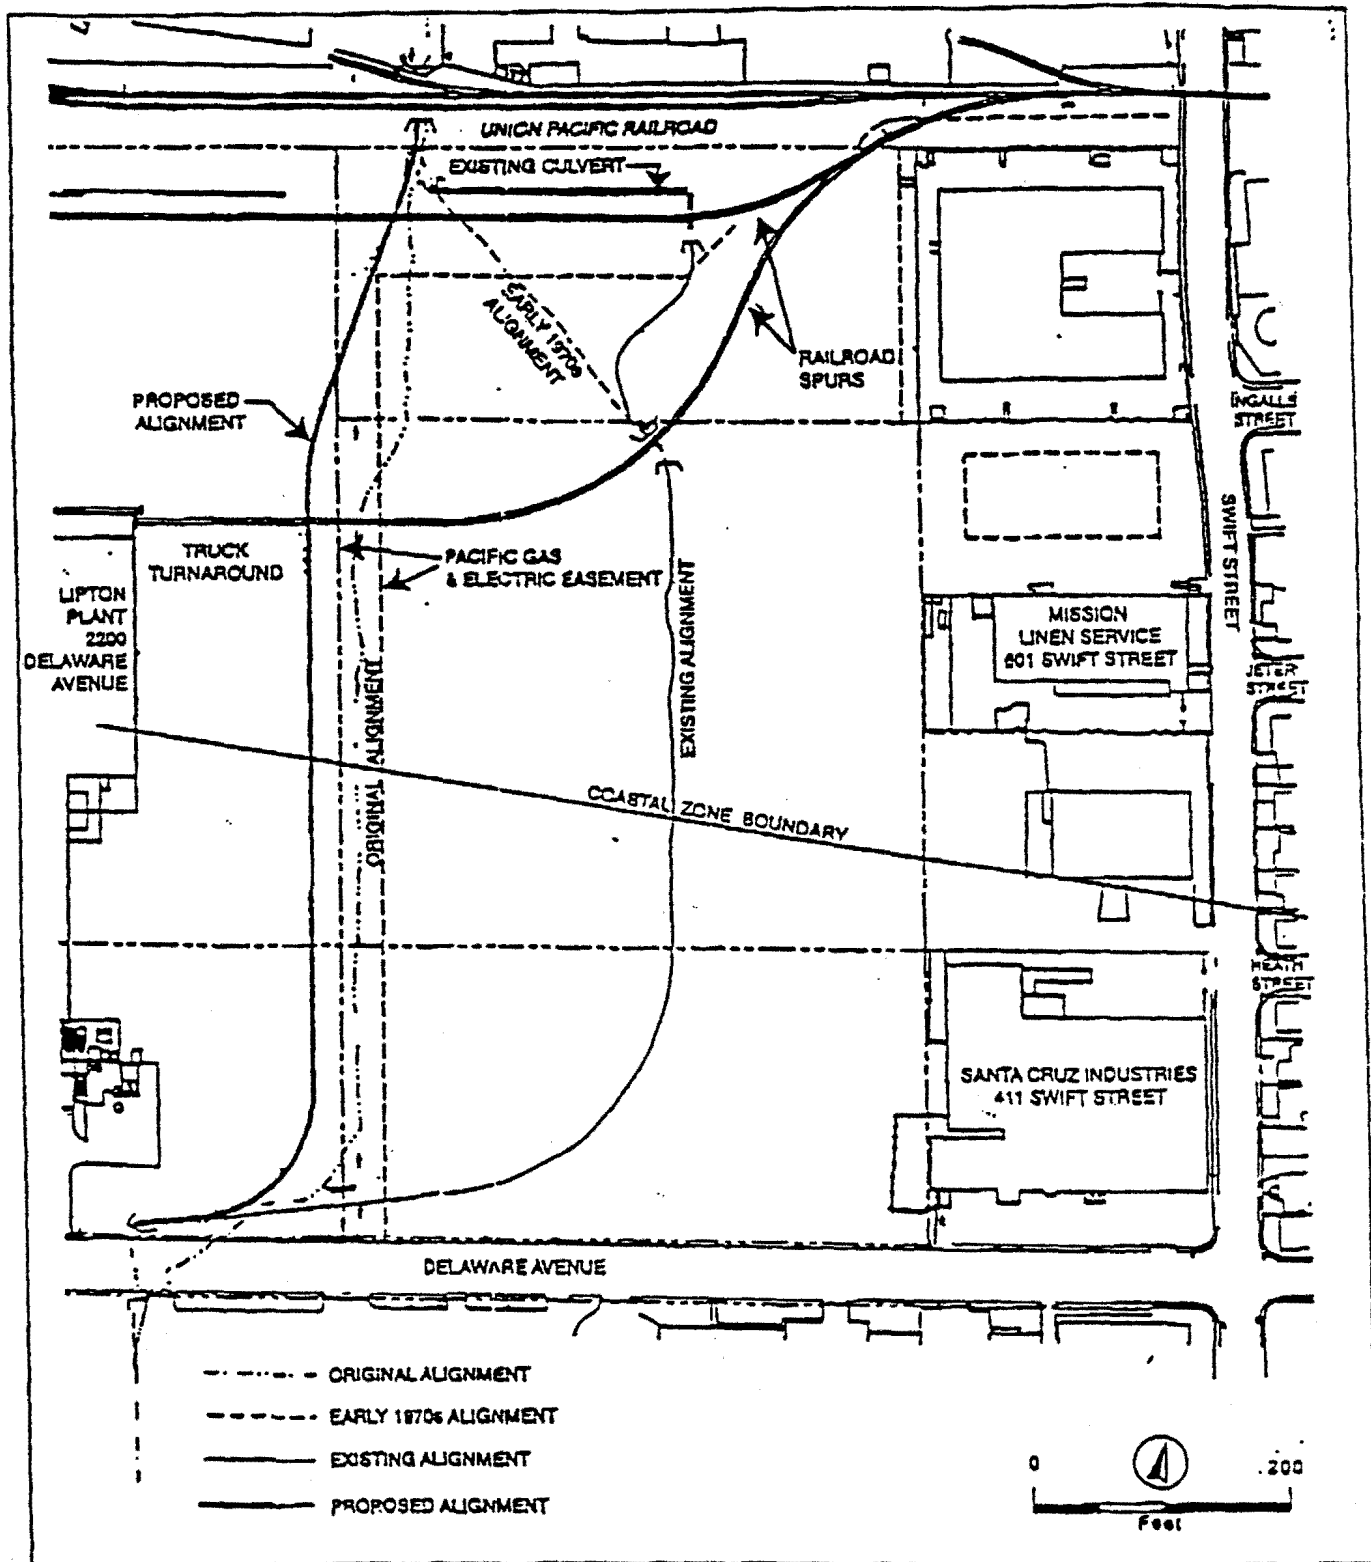 UNION PACIFIC RAILROAD
EXISTING CULVERT
EARLY 1970s
ALIGNMENT
RAILROAD
SPURS
PROPOSED
ALIGNMENT
INGALLS
STREET
SWIFT STREET
TRUCK
TURNAROUND
PACIFIC GAS
& ELECTRIC EASEMENT
LIPTON
PLANT
2200
DELAWARE
AVENUE
ORIGINAL ALIGNMENT
EXISTING ALIGNMENT
MISSION
LINEN SERVICE
601 SWIFT STREET
JETER
STREET
COASTAL ZONE BOUNDARY
HEATH
STREET
SANTA CRUZ INDUSTRIES
411 SWIFT STREET
DELAWARE AVENUE
ORIGINAL ALIGNMENT
EARLY 1970s ALIGNMENT
EXISTING ALIGNMENT
PROPOSED ALIGNMENT
0 200
Feet